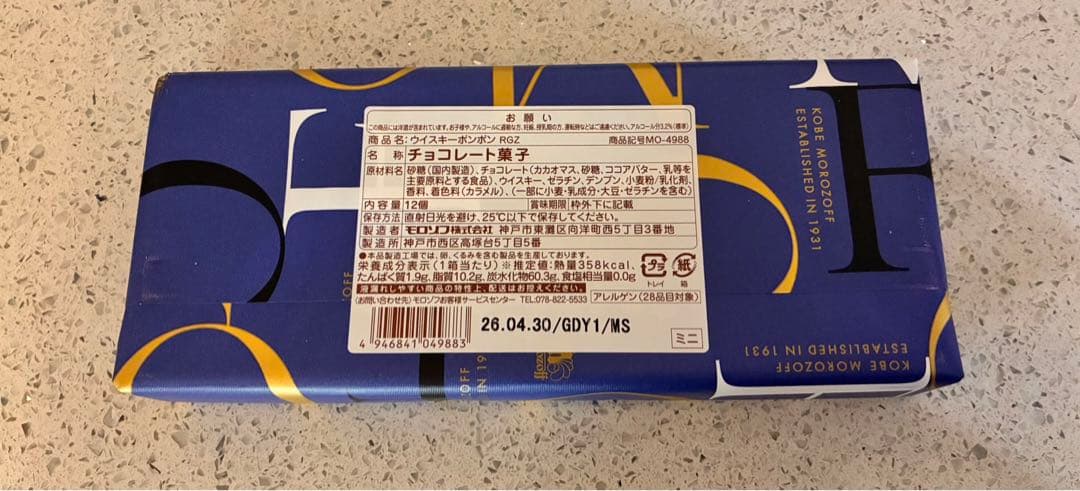 お願い
この商品には洋酒が含まれています。お子様や、アルコールに過敏な方、妊娠、授乳期の方、運転時などはご遠慮ください。アルコール分3.2%(標準)
商品名:ウイスキーボンボン RGZ 商品記号MO-4988
名称 チョコレート菓子
原材料名 砂糖(国内製造)、チョコレート(カカオマス、砂糖、ココアバター、乳等を
主要原料とする食品)、ウイスキー、ゼラチン、デンプン、小麦粉/乳化剤、
香料、着色料(カラメル)、(一部に小麦・乳成分・大豆・ゼラチンを含む)
内容量 12個 賞味期限 枠外下に記載
保存方法 直射日光を避け、25℃以下で保存してください。
製造者 モロゾフ株式会社 神戸市東灘区向洋町西5丁目3番地
製造所 神戸市西区高塚台5丁目5番
●本品製造工場では、卵、くるみを含む製品を生産しております。
栄養成分表示(1箱当たり)※推定値:熱量358kcal、
たんぱく質1.9g、脂質10.2g、炭水化物60.3g、食塩相当量0.0g
液漏れしやすい商品の特性上、配送はお控えください。
(お問い合わせ先)モロゾフお客様サービスセンター TEL:078-822-5533 アレルゲン(28品目対象)
プラ
トレイ
紙
箱
4 946841 049883
26.04.30/GDY1/MS
ミニ
KOBE MOROZOFF
ESTABLISHED IN 1931
KOBE MOROZOFF
ESTABLISHED IN 1931